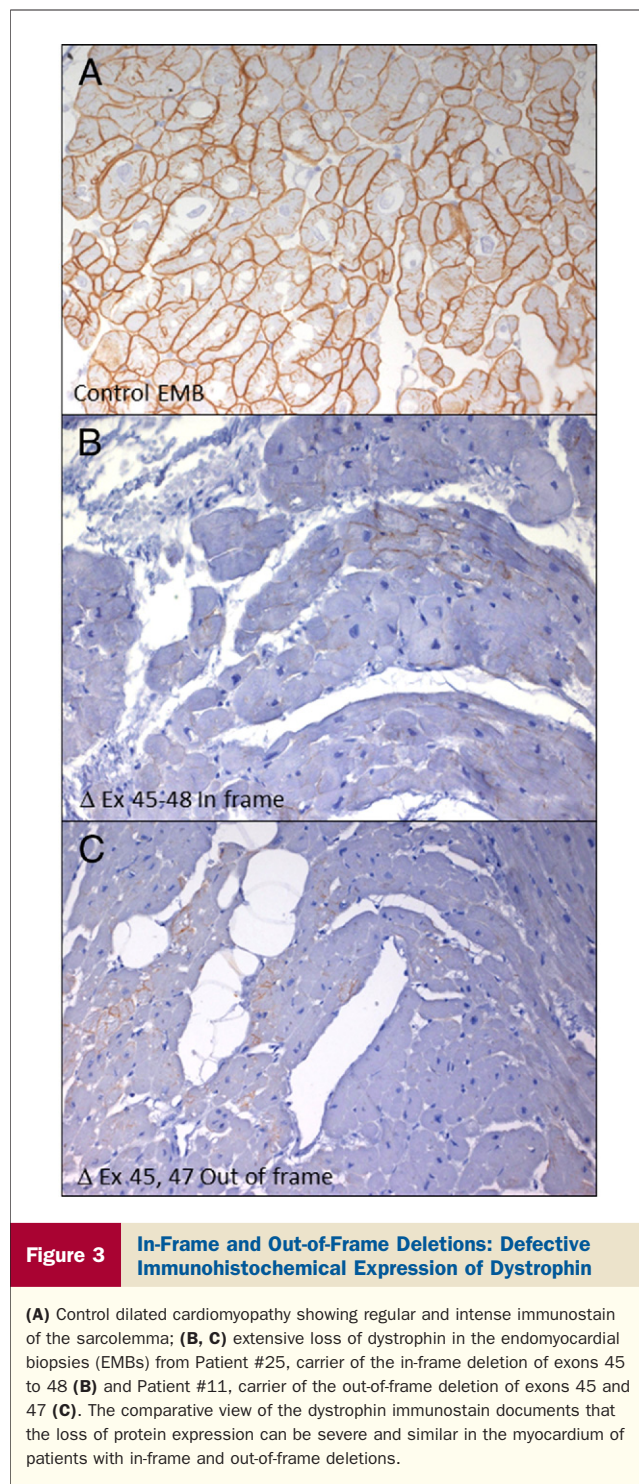 A
Control EMB
B
Δ Ex 45-48 In frame
C
Δ Ex 45, 47 Out of frame
Figure 3
In-Frame and Out-of-Frame Deletions: Defective
Immunohistochemical Expression of Dystrophin
(A) Control dilated cardiomyopathy showing regular and intense immunostain
of the sarcolemma; (B, C) extensive loss of dystrophin in the endomyocardial
biopsies (EMBs) from Patient #25, carrier of the in-frame deletion of exons 45
to 48 (B) and Patient #11, carrier of the out-of-frame deletion of exons 45 and
47 (C). The comparative view of the dystrophin immunostain documents that
the loss of protein expression can be severe and similar in the myocardium of
patients with in-frame and out-of-frame deletions.